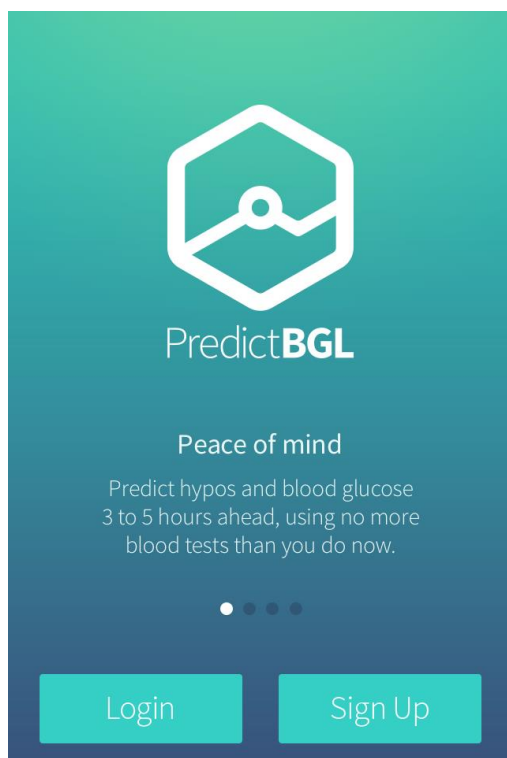 PredictBGL
Peace of mind
Predict hypos and blood glucose
3 to 5 hours ahead, using no more
blood tests than you do now.
Login
Sign Up